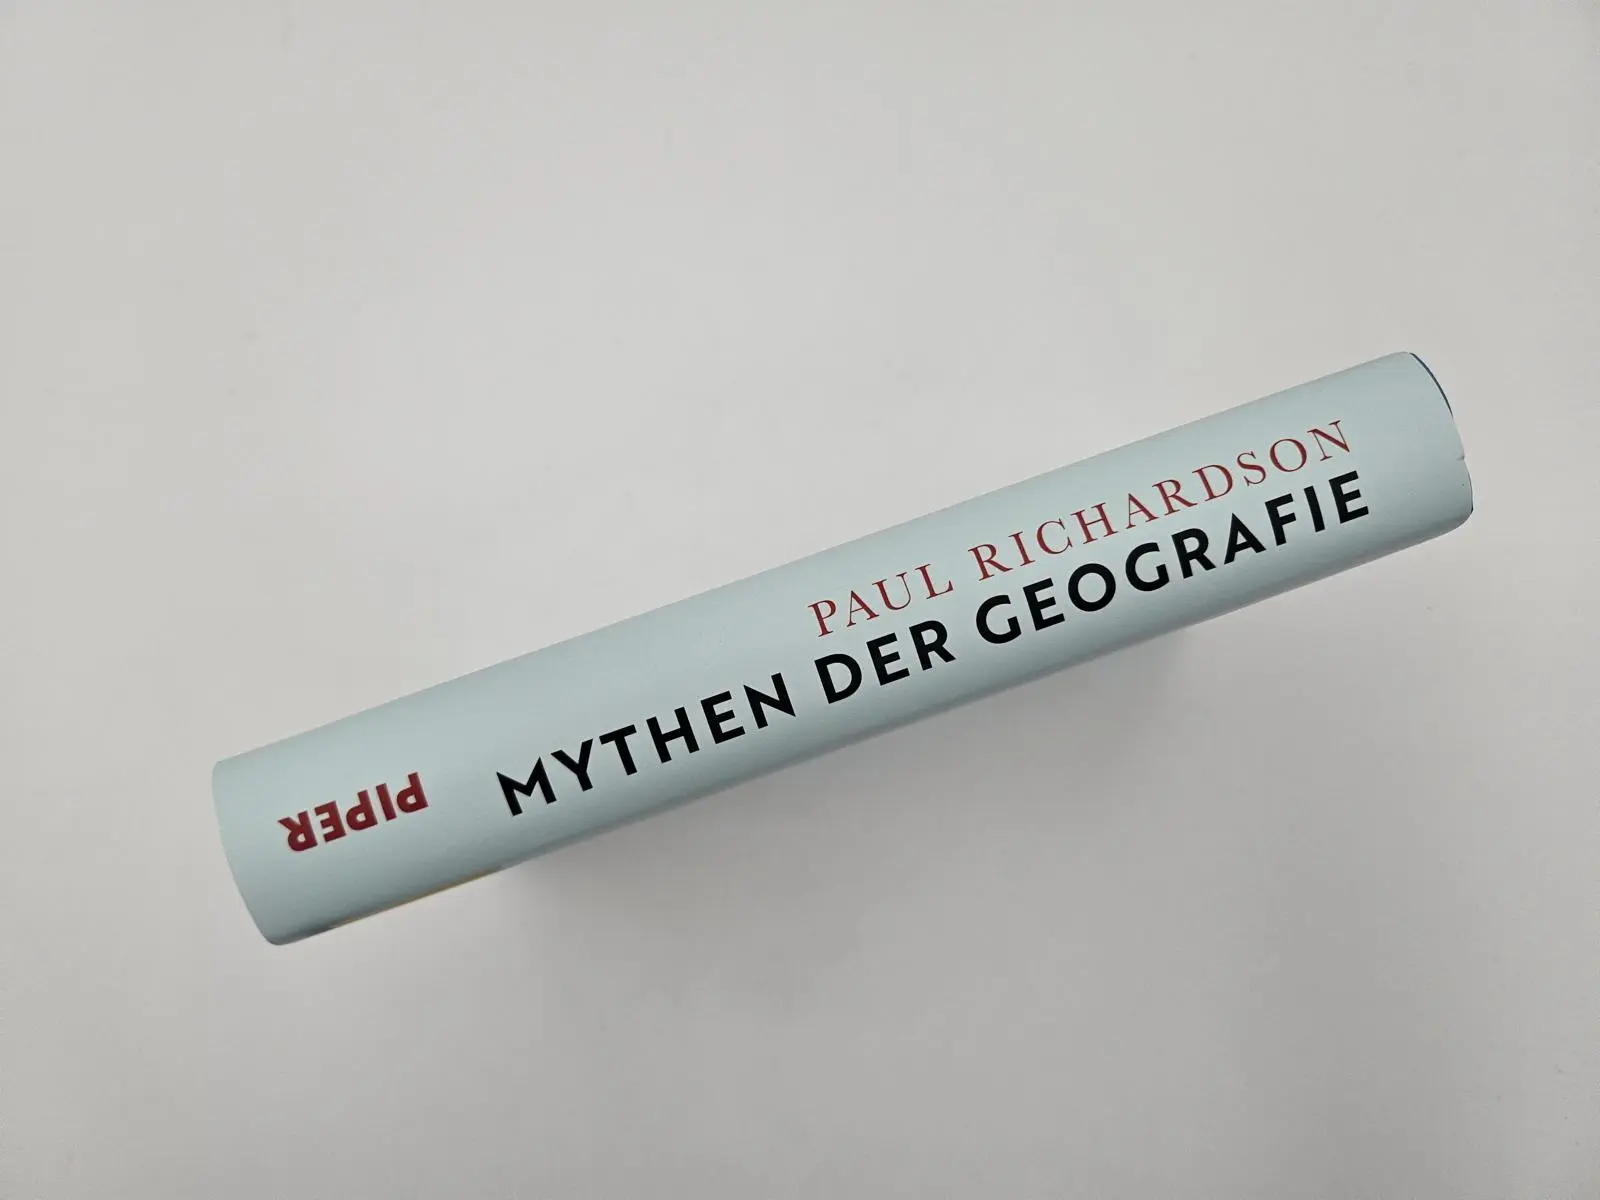 PAUL RICHARDSON
MYTHEN DER GEOGRAFIE
PIPER